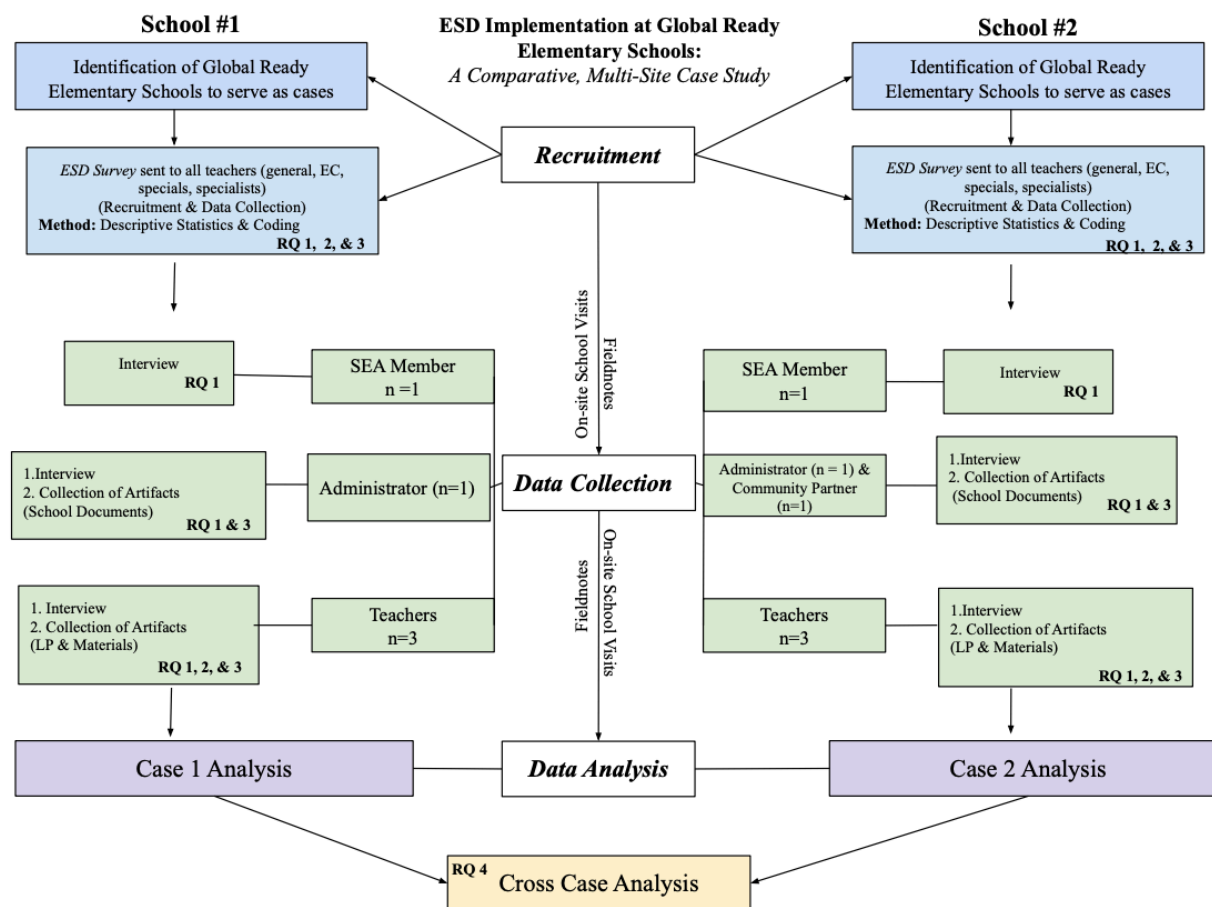 School #1
ESD Implementation at Global Ready
Elementary Schools:
A Comparative, Multi-Site Case Study
School #2
Identification of Global Ready
Elementary Schools to serve as cases
Identification of Global Ready
Elementary Schools to serve as cases
Recruitment
ESD Survey sent to all teachers (general, EC,
specials, specialists)
(Recruitment & Data Collection)
Method: Descriptive Statistics & Coding
RQ 1, 2, & 3
ESD Survey sent to all teachers (general, EC,
specials, specialists)
(Recruitment & Data Collection)
Method: Descriptive Statistics & Coding
RQ 1, 2, & 3
On-site School Visits
Fieldnotes
Interview
RQ 1
SEA Member
n =1
SEA Member
n=1
Interview
RQ 1
1.Interview
2. Collection of Artifacts
(School Documents)
RQ 1 & 3
Administrator (n=1)
Data Collection
Administrator (n = 1) &
Community Partner
(n=1)
1.Interview
2. Collection of Artifacts
(School Documents)
RQ 1 & 3
Fieldnotes
On-site School Visits
1. Interview
2. Collection of Artifacts
(LP & Materials)
RQ 1, 2, & 3
Teachers
n=3
Teachers
n=3
1.Interview
2. Collection of Artifacts
(LP & Materials)
RQ 1, 2, & 3
Case 1 Analysis
Data Analysis
Case 2 Analysis
RQ 4
Cross Case Analysis